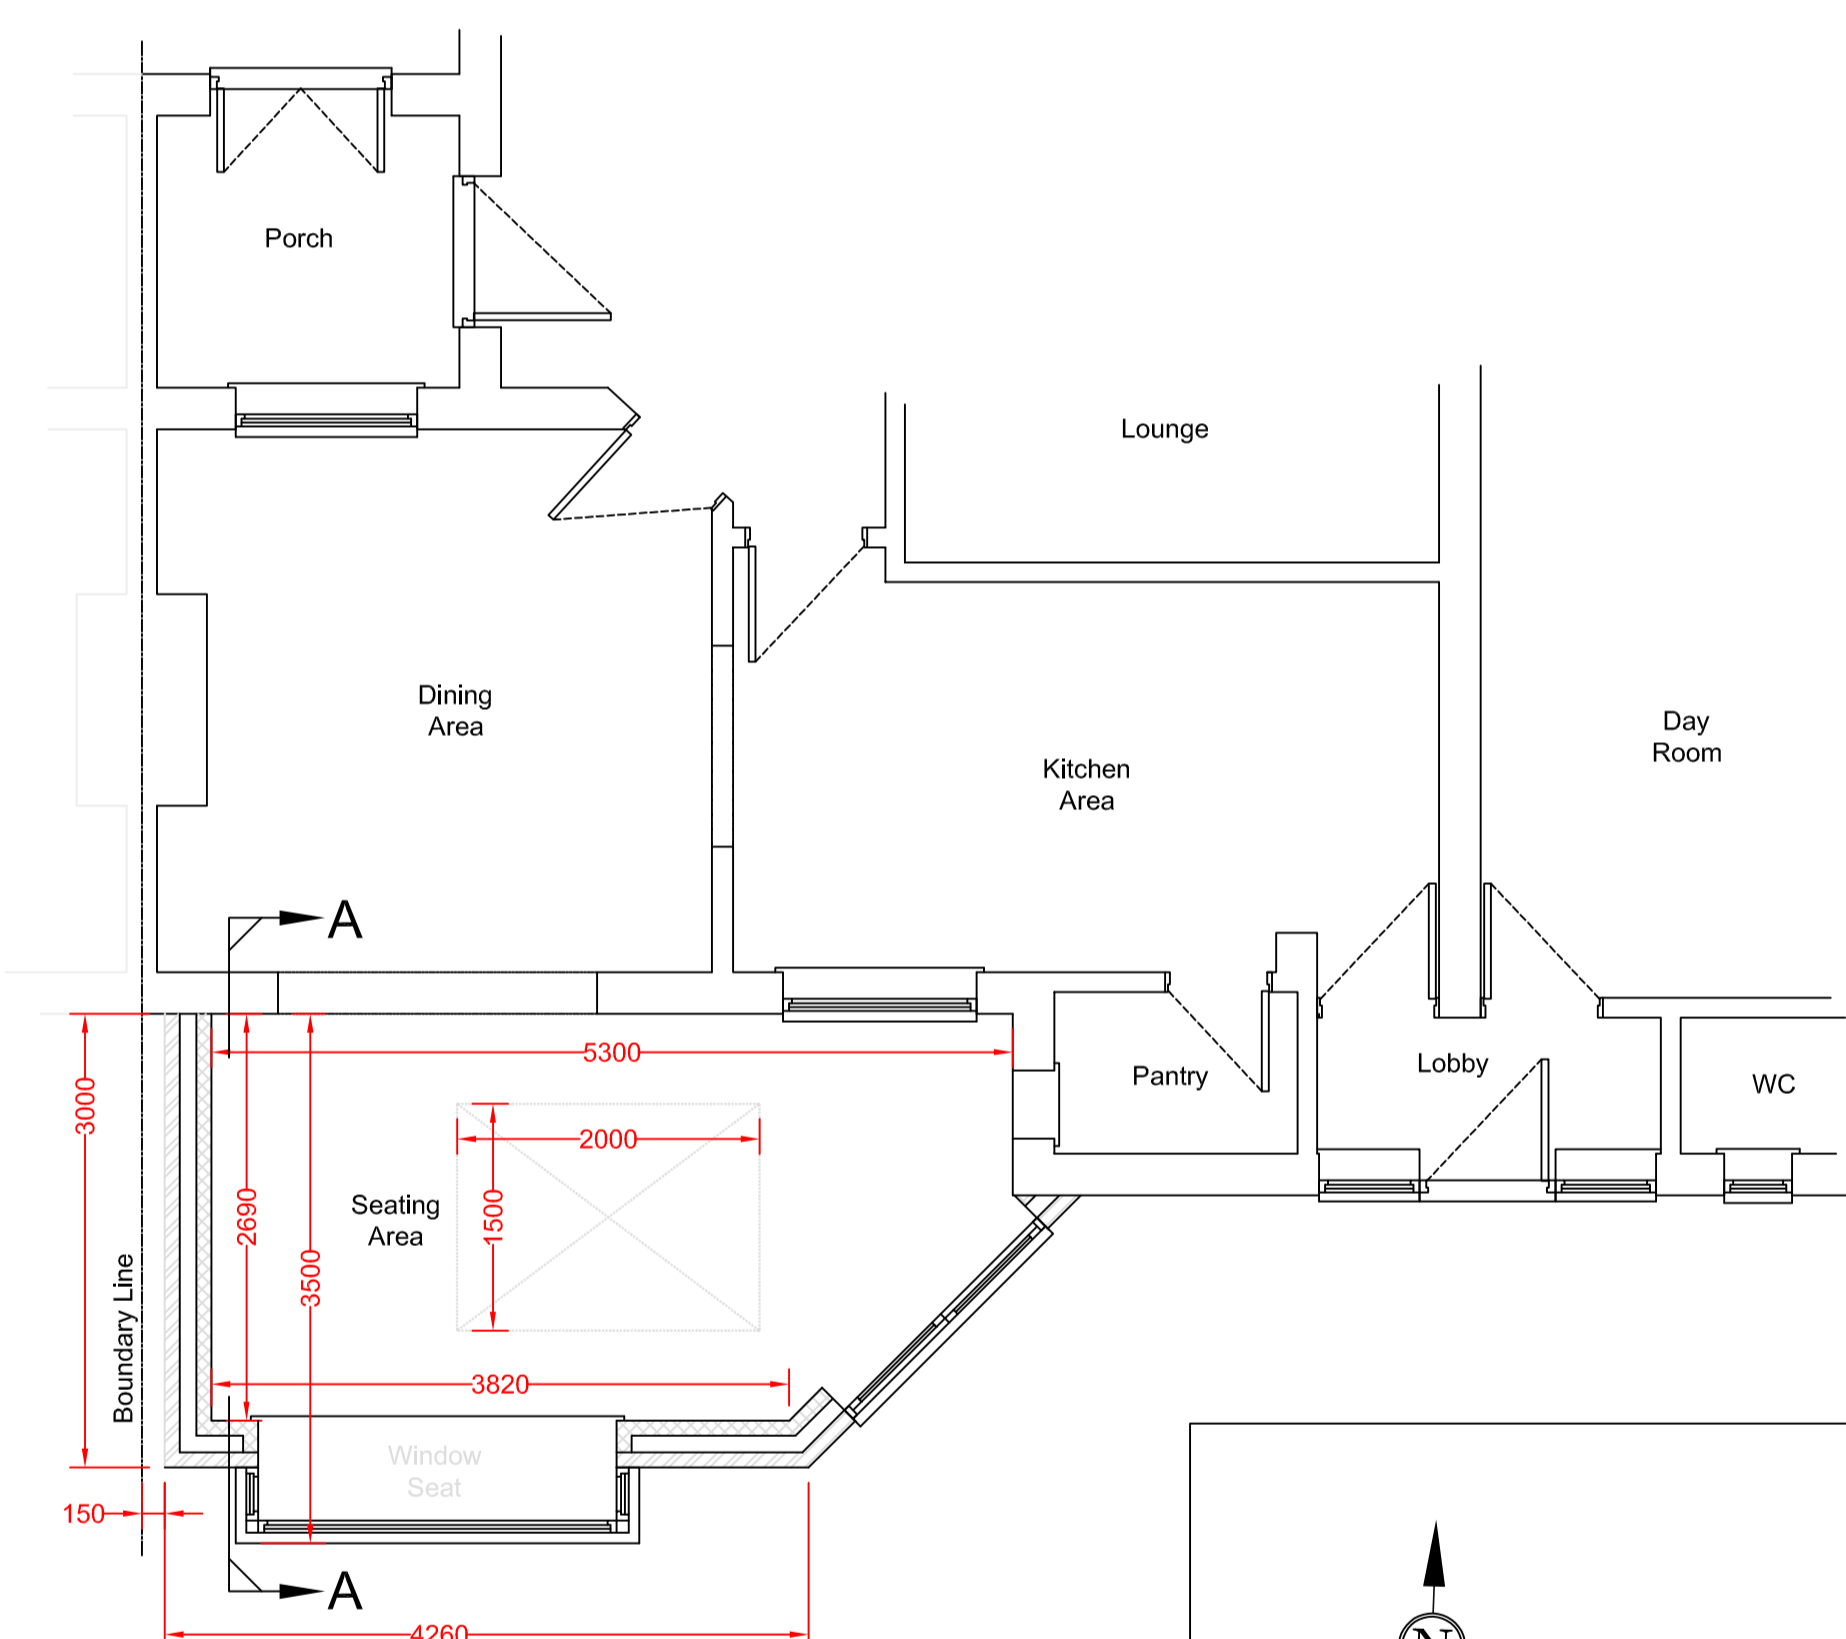 Porch
Lounge
Dining
Area
Day
Room
Kitchen
Area
A
5300
3000
Pantry
Lobby
WC
2000
2690
1500
Seating
Area
3500
Boundary Line
3820
Window
Seat
150
A
4260
N